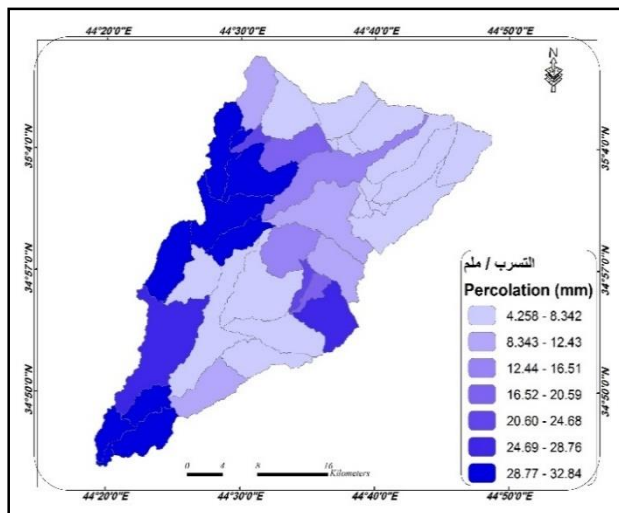 44°20'0"E 44°30'0"E 44°40'0"E 44°50'0"E
N
35°4'0"N 35°4'0"N
34°57'0"N 34°57'0"N
34°50'0"N 34°50'0"N
التسرب / ملم
Percolation (mm)
4.258 - 8.342
8.343 - 12.43
12.44 - 16.51
16.52 - 20.59
20.60 - 24.68
24.69 - 28.76
28.77 - 32.84
0 4 8 16
Kilometers
44°20'0"E 44°30'0"E 44°40'0"E 44°50'0"E